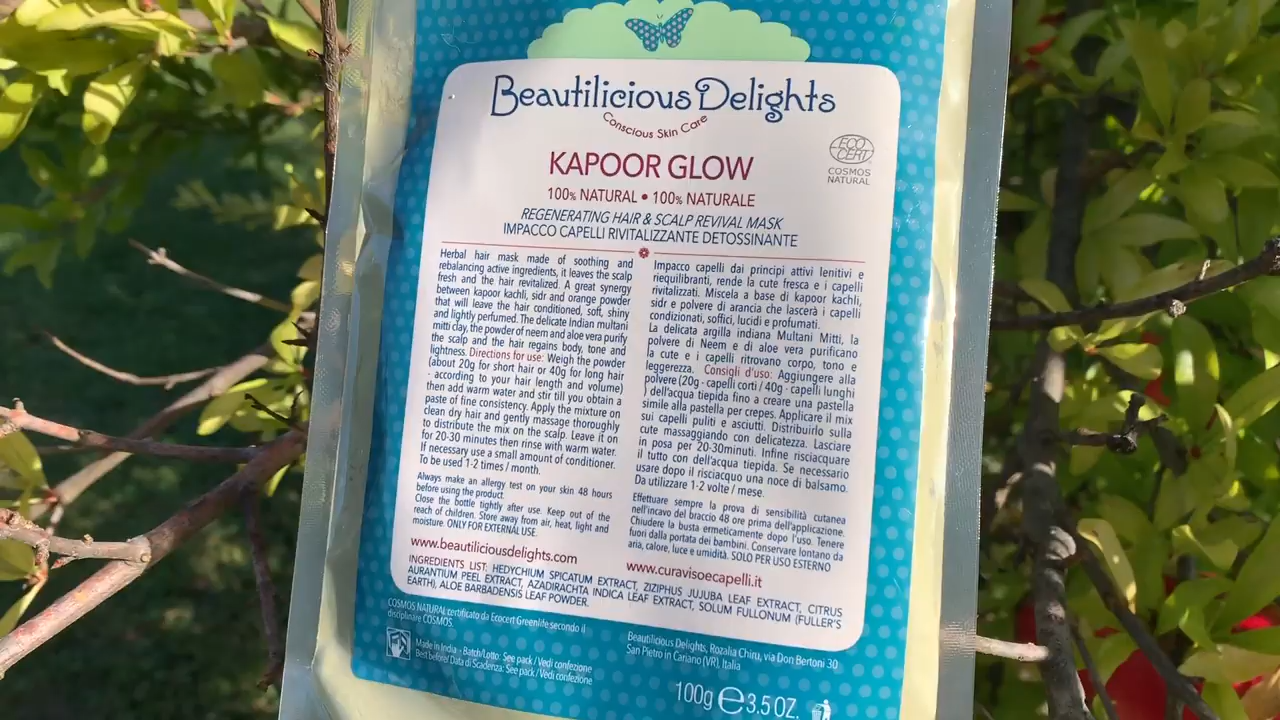 Beautilicious Delights
Conscious Skin Care
ECO
CERT
COSMOS
NATURAL
KAPOOR GLOW
100% NATURAL • 100% NATURALE
REGENERATING HAIR & SCALP REVIVAL MASK
IMPACCO CAPELLI RIVITALIZZANTE DETOSSINANTE
Herbal hair mask made of soothing and
rebalancing active ingredients, it leaves the scalp
fresh and the hair revitalized. A great synergy
between kapoor kachli, sidr and orange powder
that will leave the hair conditioned, soft, shiny
and lightly perfumed. The delicate Indian multani
mitti clay, the powder of neem and aloe vera purify
the scalp and the hair regains body, tone and
lightness. Directions for use: Weigh the powder
(about 20g for short hair or 40g for long hair
- according to your hair length and volume)
then add warm water and stir till you obtain a
paste of fine consistency. Apply the mixture on
clean dry hair and gently massage thoroughly
to distribute the mix on the scalp. Leave it on
for 20-30 minutes then rinse with warm water.
If necessary use a small amount of conditioner.
To be used 1-2 times / month.
Always make an allergy test on your skin 48 hours
before using the product.
Close the bottle tightly after use. Keep out of the
reach of children. Store away from air, heat, light and
moisture. ONLY FOR EXTERNAL USE.
www.beautiliciousdelights.com
Impacco capelli dai principi attivi lenitivi e
riequilibranti, rende la cute fresca e i capelli
rivitalizzati. Miscela a base di kapoor kachli,
sidr e polvere di arancia che lascerà i capelli
condizionati, soffici, lucidi e profumati.
La delicata argilla indiana Multani Mitti, la
polvere di Neem e di aloe vera purificano
la cute e i capelli ritrovano corpo, tono e
leggerezza. Consigli d'uso: Aggiungere alla
polvere (20g - capelli corti / 40g - capelli lunghi
) dell'acqua tiepida fino a creare una pastella
simile alla pastella per crepes. Applicare il mix
sui capelli puliti e asciutti. Distribuirlo sulla
cute massaggiando con delicatezza. Lasciare
in posa per 20-30minuti. Infine risciacquare
il tutto con dell'acqua tiepida. Se necessario
usare dopo il risciacquo una noce di balsamo.
Da utilizzare 1-2 volte / mese.
Effettuare sempre la prova di sensibilità cutanea
nell'incavo del braccio 48 ore prima dell'applicazione.
Chiudere la busta ermeticamente dopo l'uso. Tenere
fuori dalla portata dei bambini. Conservare lontano da
aria, calore, luce e umidità. SOLO PER USO ESTERNO
www.curavisoecapelli.it
INGREDIENTS LIST: HEDYCHIUM SPICATUM EXTRACT, ZIZIPHUS JUJUBA LEAF EXTRACT, CITRUS
AURANTIUM PEEL EXTRACT, AZADIRACHTA INDICA LEAF EXTRACT, SOLUM FULLONUM (FULLER'S
EARTH), ALOE BARBADENSIS LEAF POWDER.
COSMOS NATURAL certificato da Ecocert Greenlife secondo il
disciplinare COSMOS.
Made in India - Batch/Lotto: See pack / Vedi confezione
Best before/ Data di Scadenza: See pack / Vedi confezione
Beautilicious Delights, Rozalia Chiru, via Don Bertoni 30
San Pietro in Cariano (VR), Italia
100g e 3.5 OZ.